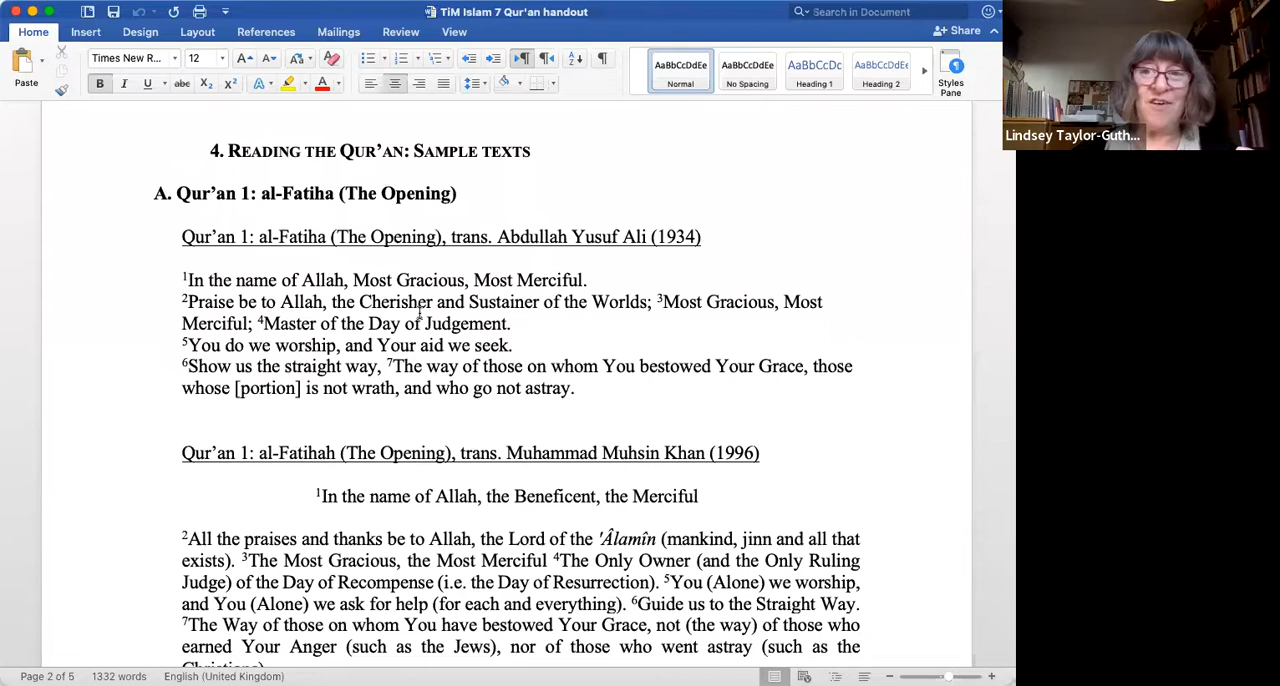 TiM Islam 7 Qur'an handout
Search in Document
Home Insert Design Layout References Mailings Review View
Share
Paste
Times New R... 12
AaBbCcDdEe AaBbCcDdEe AaBbCcDc AaBbCcDdEe
Normal No Spacing Heading 1 Heading 2
Styles
Pane
Lindsey Taylor-Guth...
4. READING THE QUR'AN: SAMPLE TEXTS
A. Qur'an 1: al-Fatiha (The Opening)
Qur'an 1: al-Fatiha (The Opening), trans. Abdullah Yusuf Ali (1934)
¹In the name of Allah, Most Gracious, Most Merciful.
²Praise be to Allah, the Cherisher and Sustainer of the Worlds; ³Most Gracious, Most
Merciful; ⁴Master of the Day of Judgement.
⁵You do we worship, and Your aid we seek.
⁶Show us the straight way, ⁷The way of those on whom You bestowed Your Grace, those
whose [portion] is not wrath, and who go not astray.
Qur'an 1: al-Fatihah (The Opening), trans. Muhammad Muhsin Khan (1996)
¹In the name of Allah, the Beneficent, the Merciful
²All the praises and thanks be to Allah, the Lord of the 'Âlamîn (mankind, jinn and all that
exists). ³The Most Gracious, the Most Merciful ⁴The Only Owner (and the Only Ruling
Judge) of the Day of Recompense (i.e. the Day of Resurrection). ⁵You (Alone) we worship,
and You (Alone) we ask for help (for each and everything). ⁶Guide us to the Straight Way.
⁷The Way of those on whom You have bestowed Your Grace, not (the way) of those who
earned Your Anger (such as the Jews), nor of those who went astray (such as the
Page 2 of 5 1332 words English (United Kingdom)